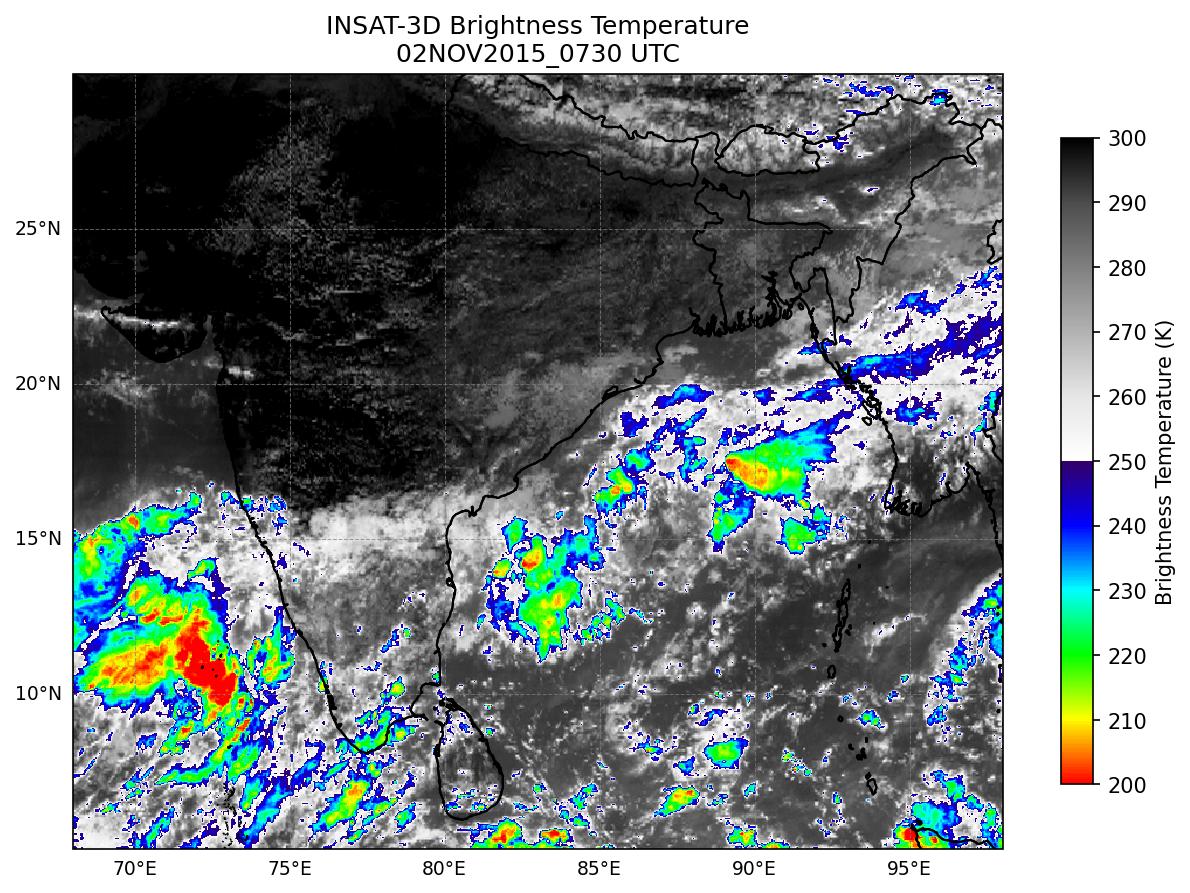 INSAT-3D Brightness Temperature
02NOV2015_0730 UTC
25°N
20°N
15°N
10°N
70°E
75°E
80°E
85°E
90°E
95°E
300
290
280
270
260
250
240
230
220
210
200
Brightness Temperature (K)